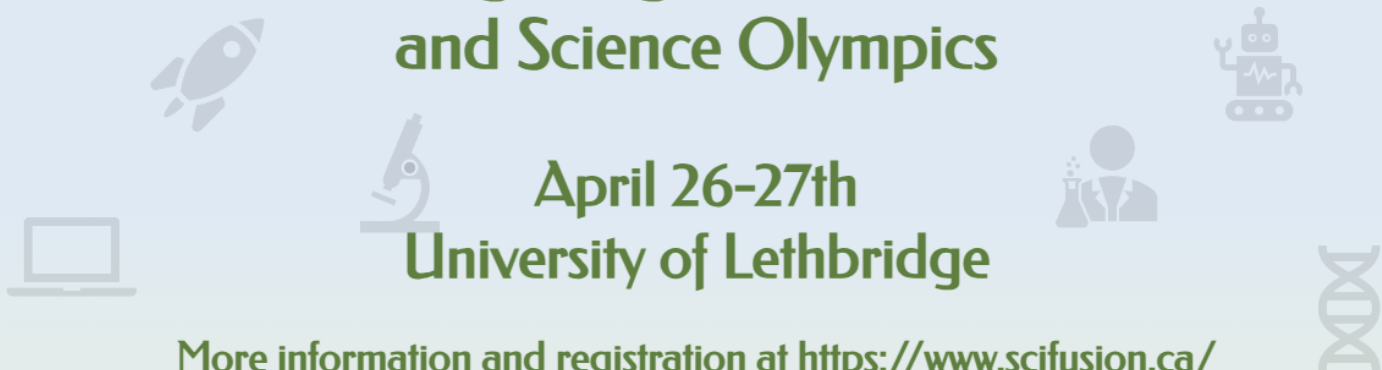 and Science Olympics
April 26-27th
University of Lethbridge
More information and registration at https://www.scifusion.ca/